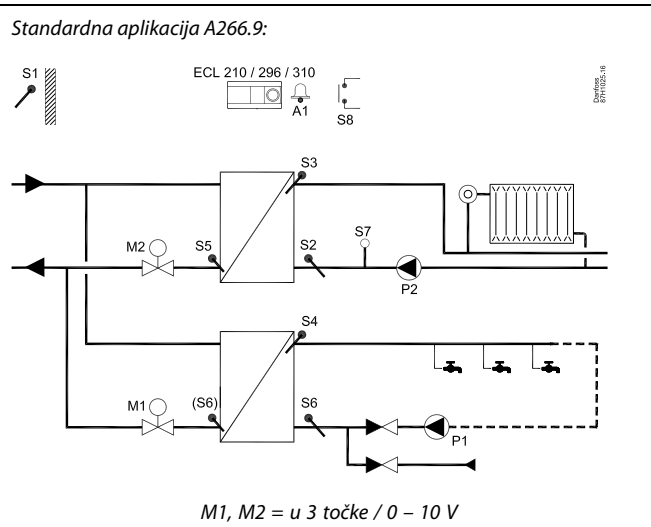 Standardna aplikacija A266.9:
S1
ECL 210 / 296 / 310
A1
S8
Danfoss
87H1025.16
S3
M2
S5
S2
S7
P2
S4
M1
(S6)
S6
P1
M1, M2 = u 3 točke / 0 – 10 V